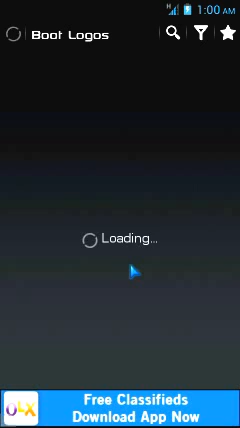 H
1:00 AM
Boot Logos
Loading...
OLX
Free Classifieds
Download App Now